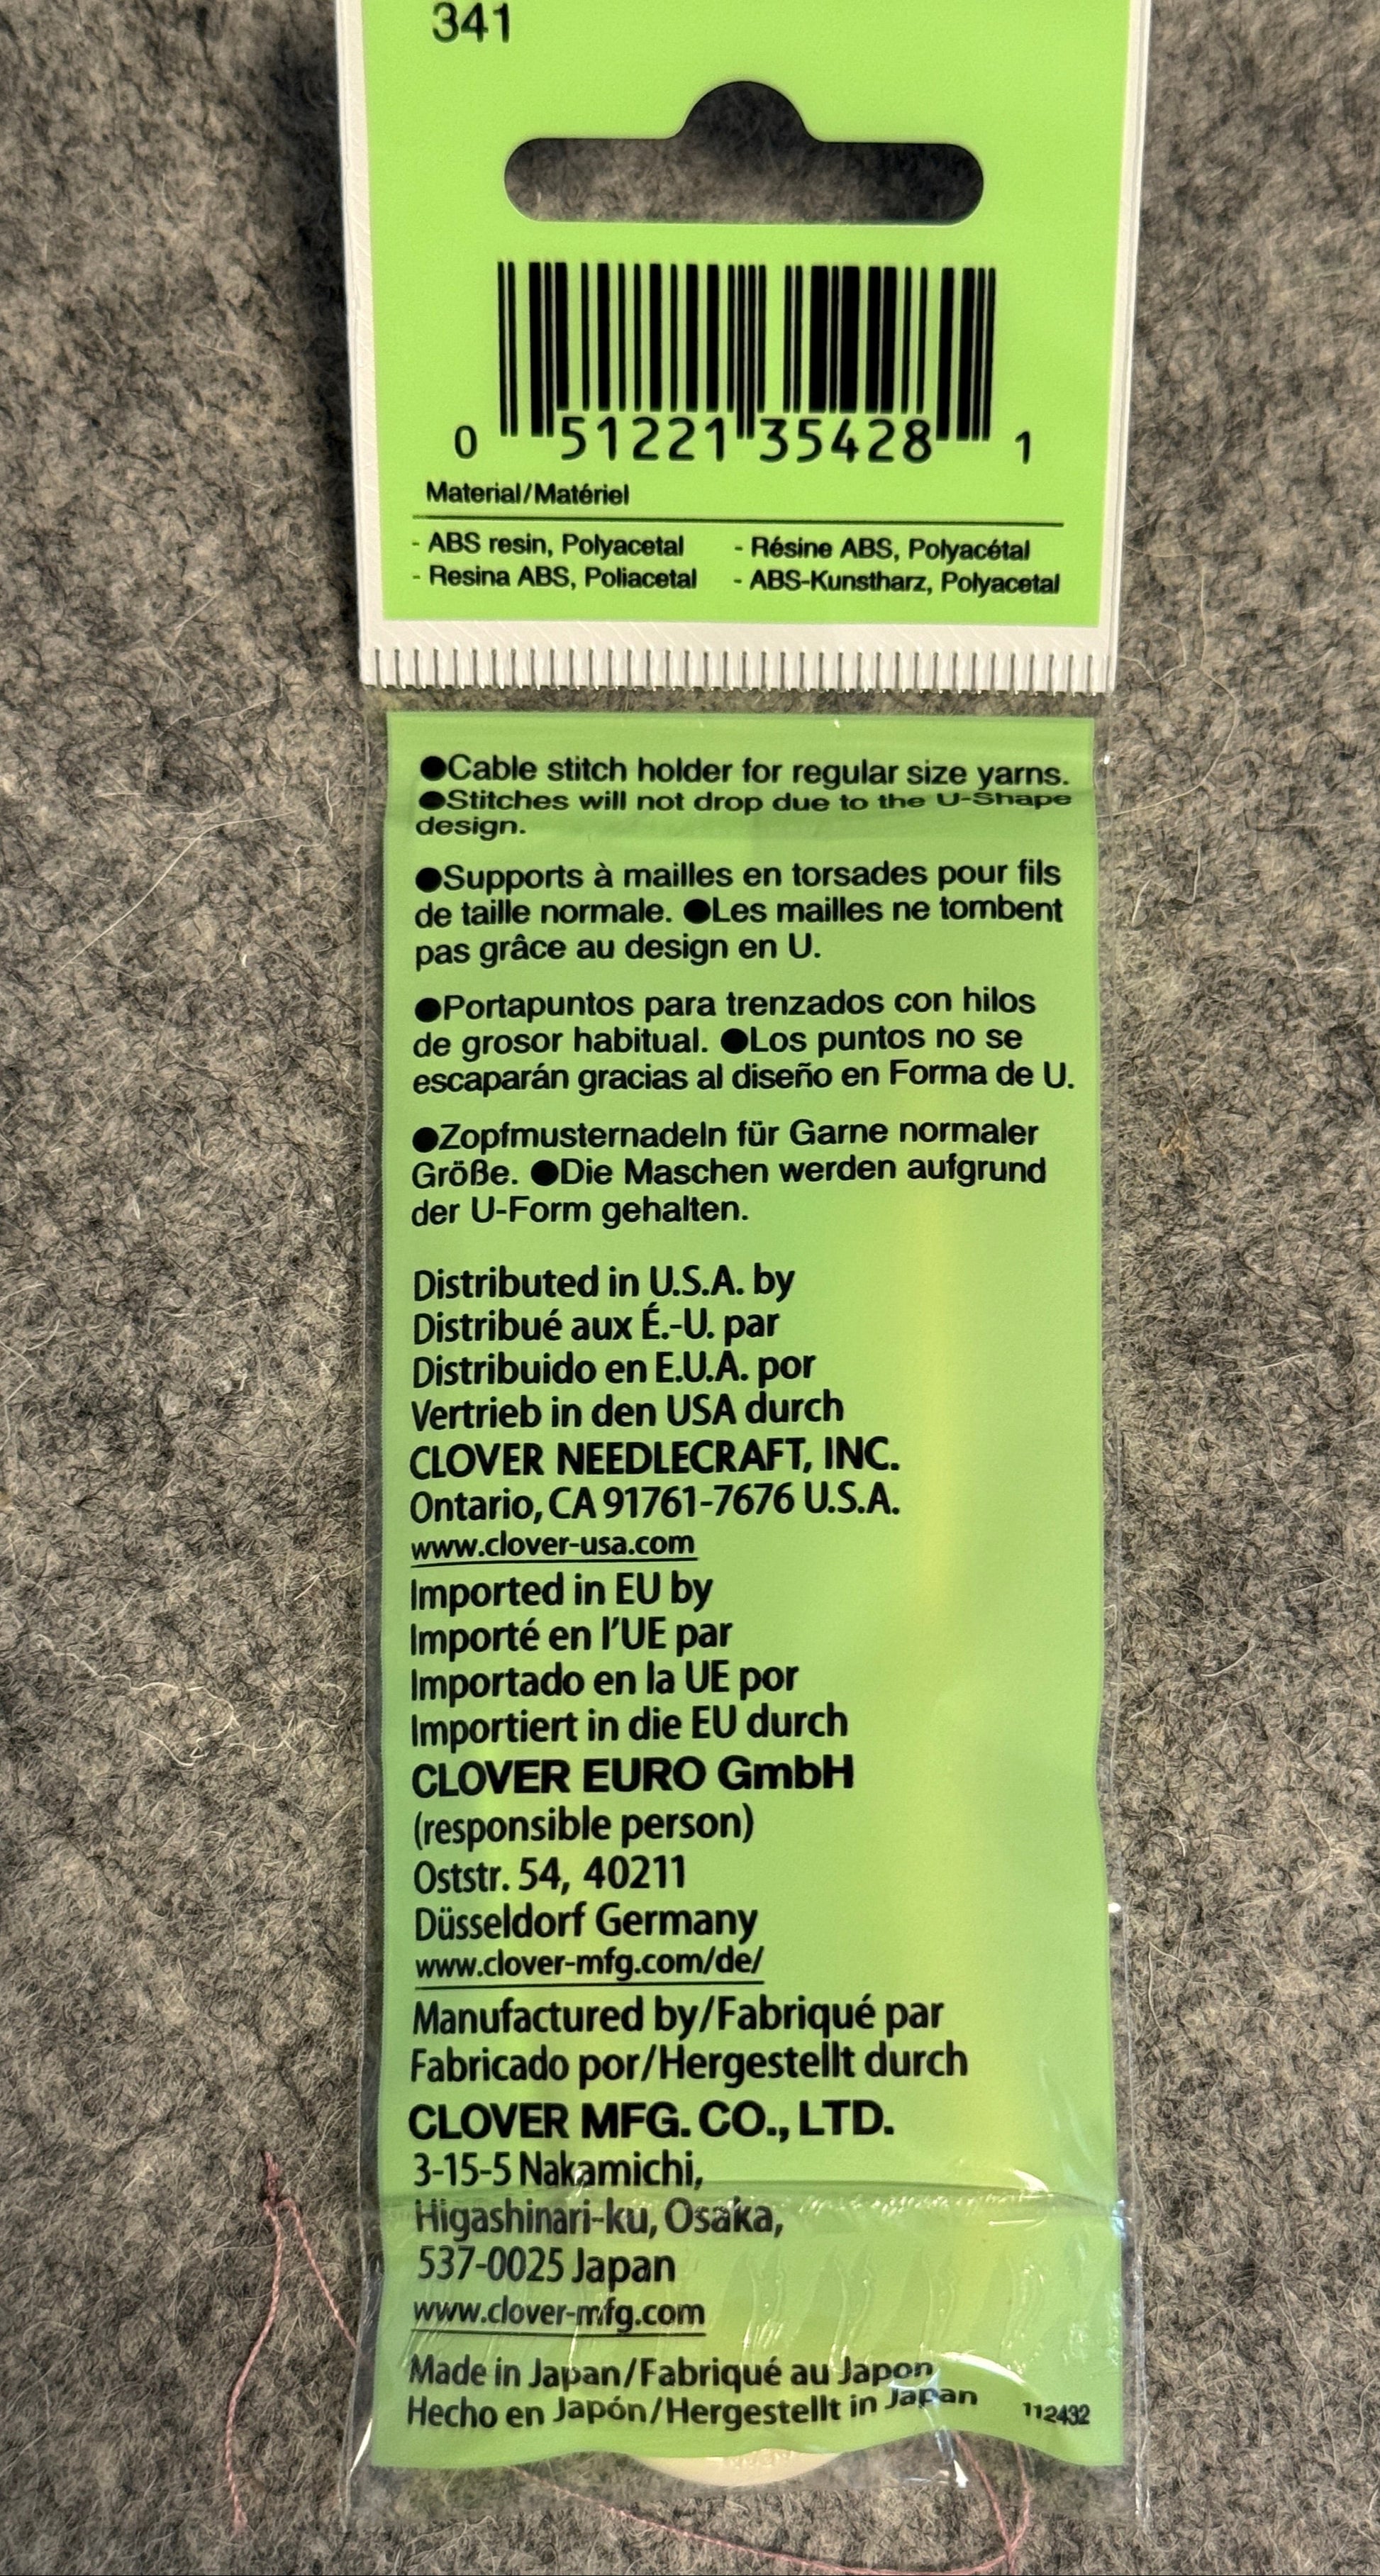 341
0 51221 35428 1
Material/Matériel
- ABS resin, Polyacetal - Résine ABS, Polyacétal
- Resina ABS, Poliacetal - ABS-Kunstharz, Polyacetal
●Cable stitch holder for regular size yarns.
●Stitches will not drop due to the U-Shape
design.
●Supports à mailles en torsades pour fils
de taille normale. ●Les mailles ne tombent
pas grâce au design en U.
●Portapuntos para trenzados con hilos
de grosor habitual. ●Los puntos no se
escaparán gracias al diseño en Forma de U.
●Zopfmusternadeln für Garne normaler
Größe. ●Die Maschen werden aufgrund
der U-Form gehalten.
Distributed in U.S.A. by
Distribué aux É.-U. par
Distribuido en E.U.A. por
Vertrieb in den USA durch
CLOVER NEEDLECRAFT, INC.
Ontario, CA 91761-7676 U.S.A.
www.clover-usa.com
Imported in EU by
Importé en l'UE par
Importado en la UE por
Importiert in die EU durch
CLOVER EURO GmbH
(responsible person)
Oststr. 54, 40211
Düsseldorf Germany
www.clover-mfg.com/de/
Manufactured by/Fabriqué par
Fabricado por/Hergestellt durch
CLOVER MFG. CO., LTD.
3-15-5 Nakamichi,
Higashinari-ku, Osaka,
537-0025 Japan
www.clover-mfg.com
Made in Japan/Fabriqué au Japon
Hecho en Japón/Hergestellt in Japan 112432